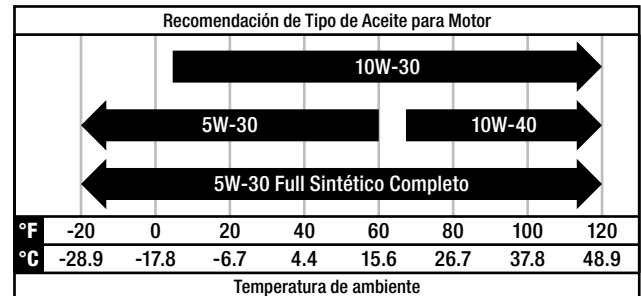 Recomendación de Tipo de Aceite para Motor
10W-30
5W-30 10W-40
5W-30 Full Sintético Completo
°F -20 0 20 40 60 80 100 120
°C -28.9 -17.8 -6.7 4.4 15.6 26.7 37.8 48.9
Temperatura de ambiente